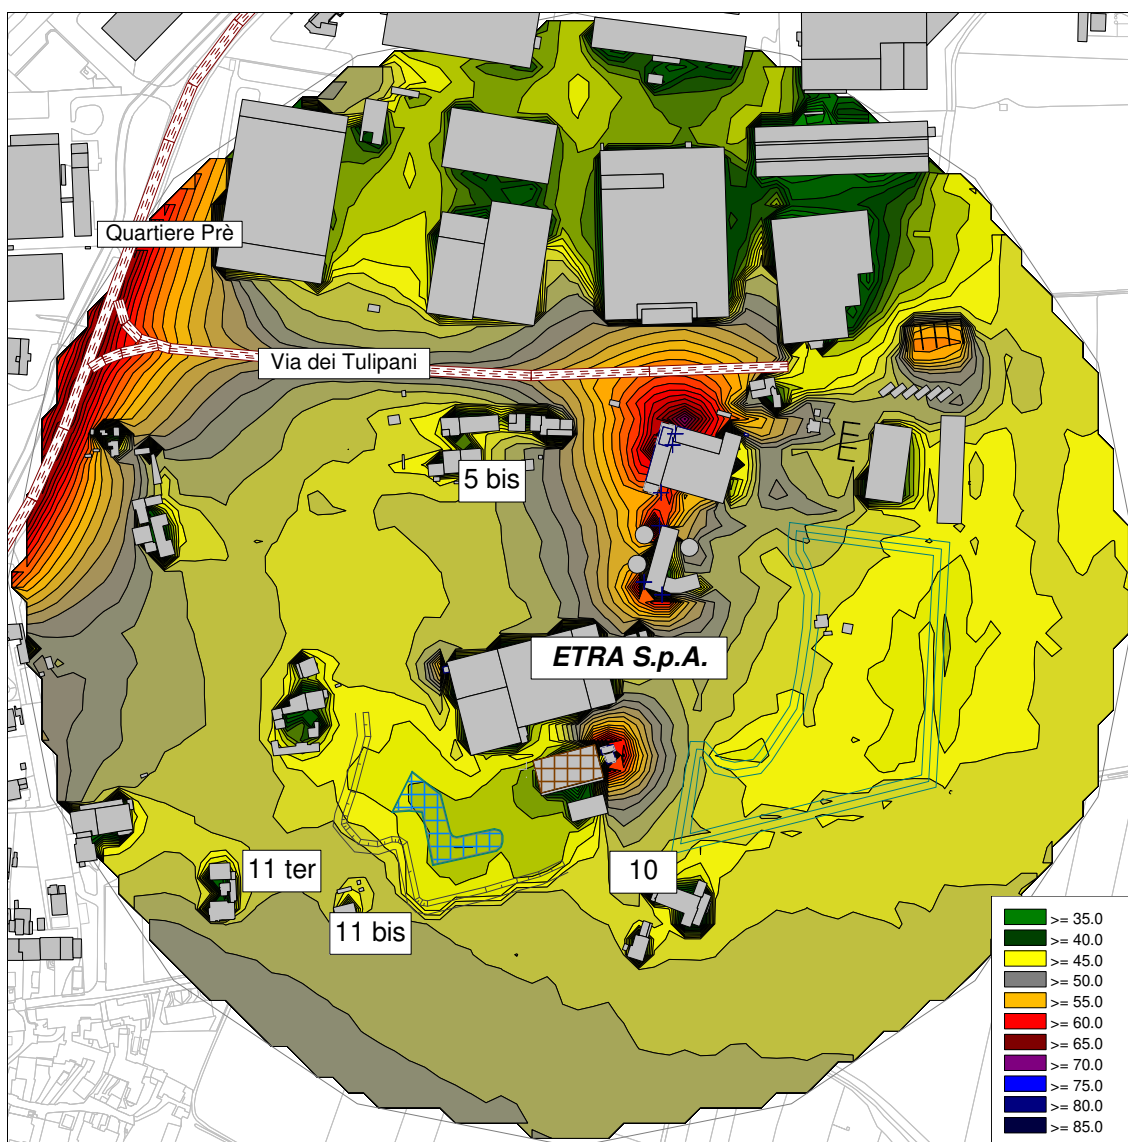 Quartiere Prè
Via dei Tulipani
5 bis
ETRA S.p.A.
11 ter
10
11 bis
>= 35.0
>= 40.0
>= 45.0
>= 50.0
>= 55.0
>= 60.0
>= 65.0
>= 70.0
>= 75.0
>= 80.0
>= 85.0